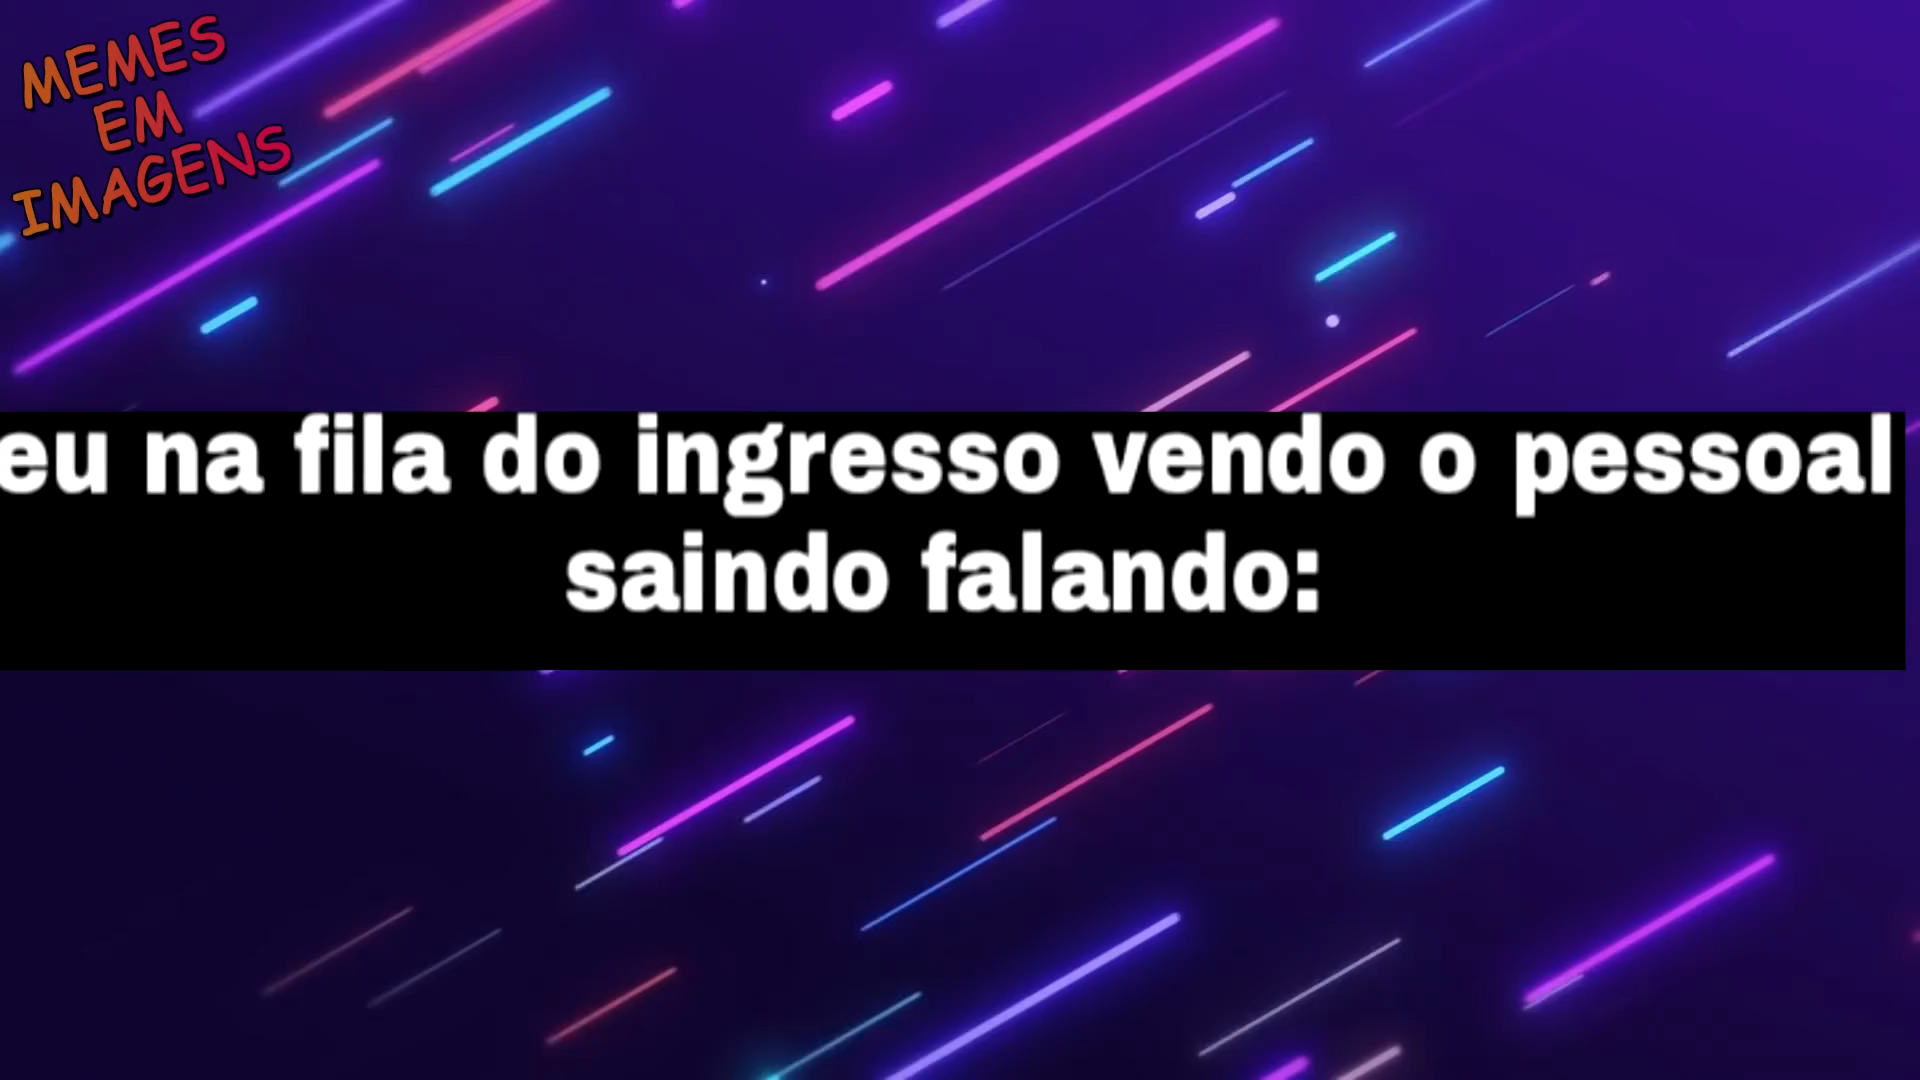 MEMES
EM
IMAGENS
eu na fila do ingresso vendo o pessoal
saindo falando: